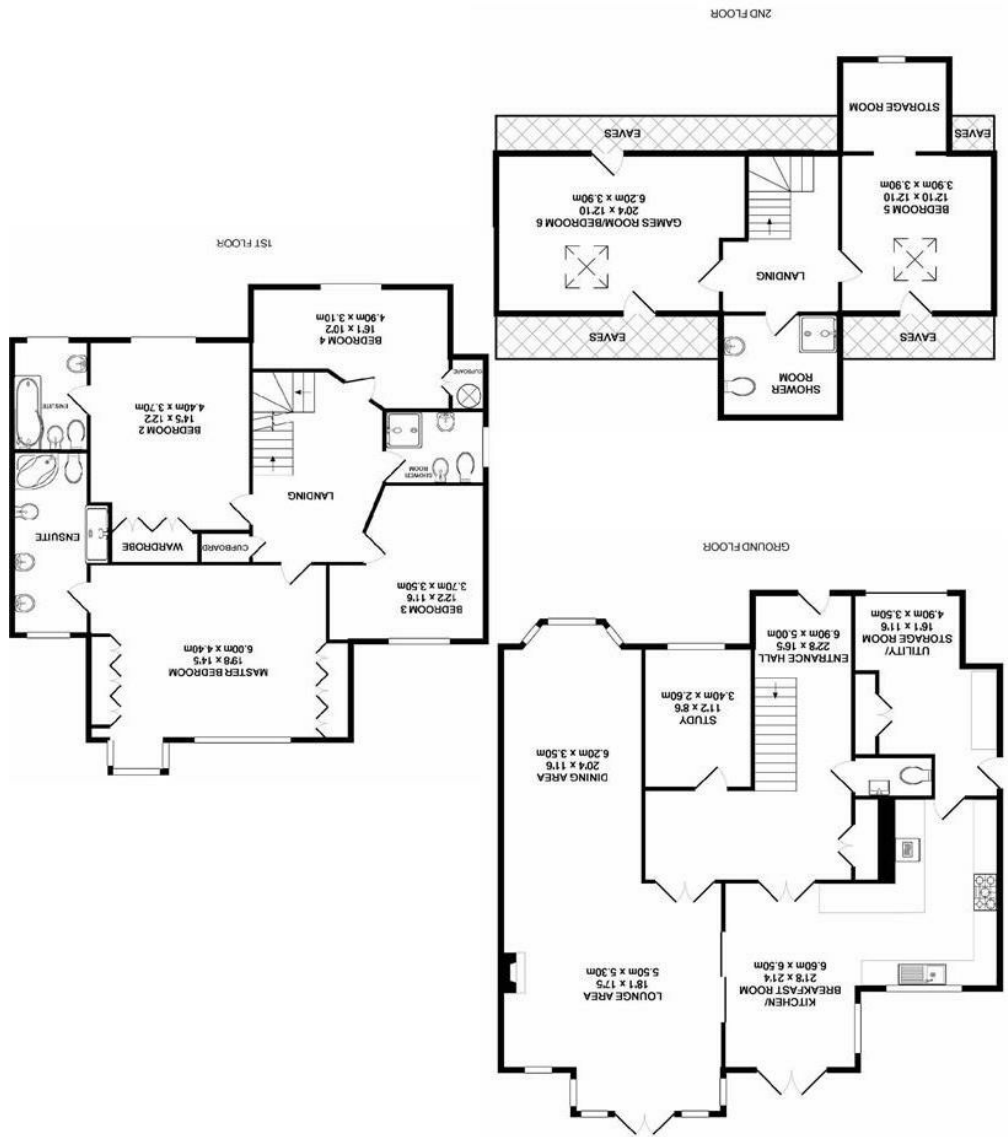 GROUND FLOOR
KITCHEN/
BREAKFAST ROOM
21'8 x 21'4
6.60m x 6.50m
LOUNGE AREA
18'1 x 17'5
5.50m x 5.30m
DINING AREA
20'4 x 11'6
6.20m x 3.50m
STUDY
11'2 x 8'6
3.40m x 2.60m
ENTRANCE HALL
22'8 x 16'5
6.90m x 5.00m
UTILITY/
STORAGE ROOM
16'1 x 11'6
4.90m x 3.50m
1ST FLOOR
MASTER BEDROOM
19'8 x 14'5
6.00m x 4.40m
BEDROOM 3
12'2 x 11'6
3.70m x 3.50m
ENSUITE
WARDROBE
CUPBOARD
LANDING
SHOWER
ROOM
BEDROOM 2
14'5 x 12'2
4.40m x 3.70m
ENSUITE
CUPBOARD
BEDROOM 4
16'1 x 10'2
4.90m x 3.10m
2ND FLOOR
SHOWER
ROOM
EAVES
EAVES
LANDING
GAMES ROOM/BEDROOM 6
20'4 x 12'10
6.20m x 3.90m
BEDROOM 5
12'10 x 12'10
3.90m x 3.90m
EAVES
EAVES
STORAGE ROOM